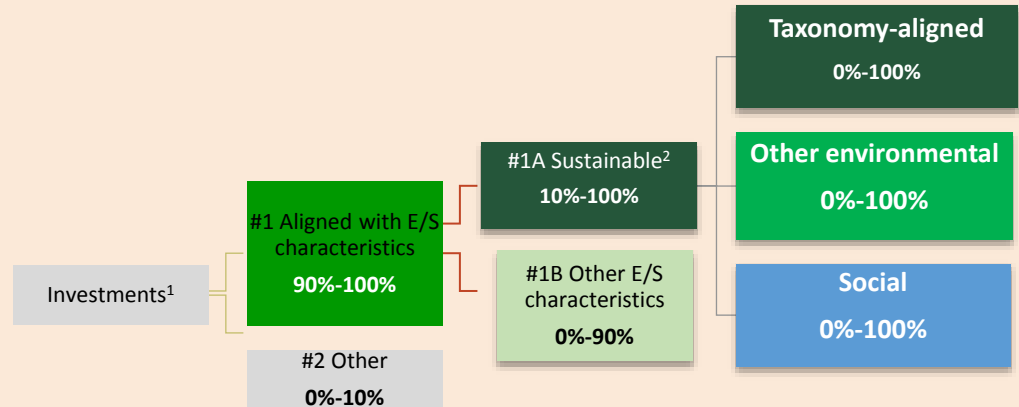 Investments1
#1 Aligned with E/S
characteristics
90%-100%
#2 Other
0%-10%
#1A Sustainable2
10%-100%
#1B Other E/S
characteristics
0%-90%
Taxonomy-aligned
0%-100%
Other environmental
0%-100%
Social
0%-100%